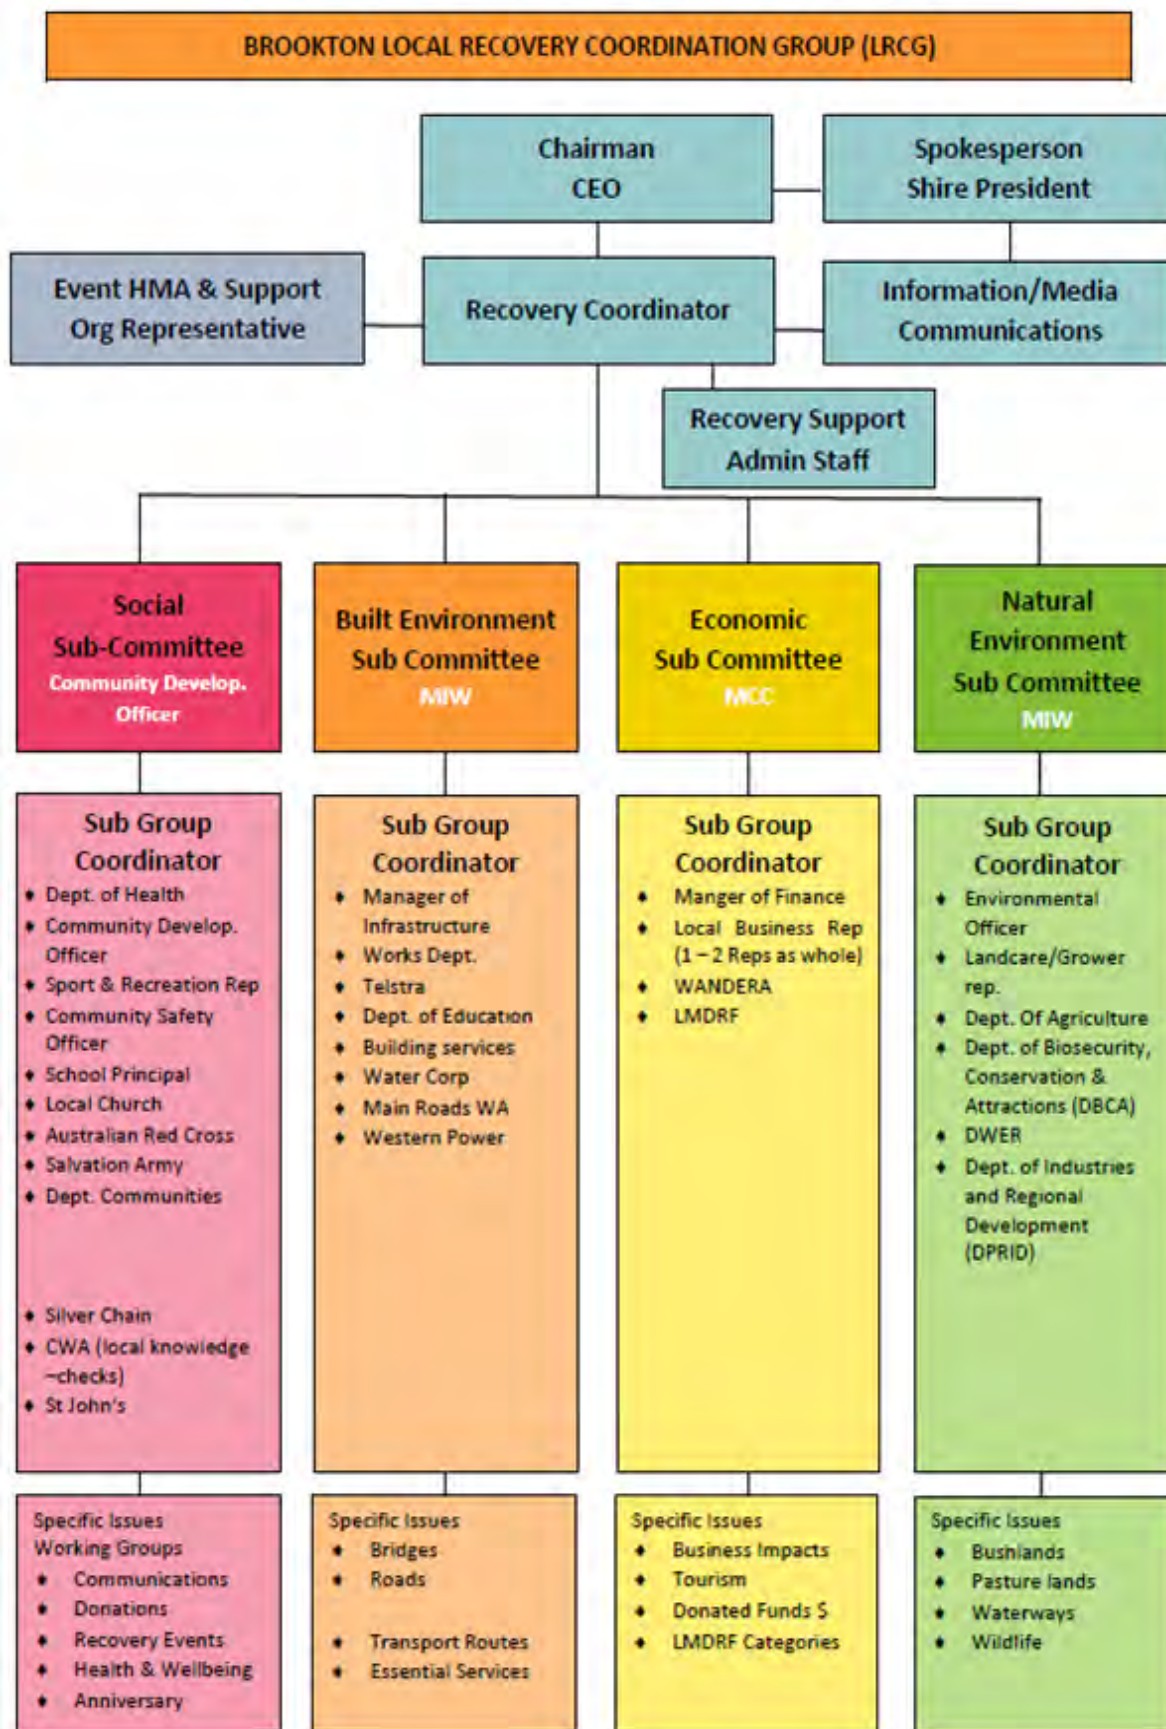 BROOKTON LOCAL RECOVERY COORDINATION GROUP (LRCG)
Chairman
CEO
Spokesperson
Shire President
Event HMA & Support
Org Representative
Recovery Coordinator
Information/Media
Communications
Recovery Support
Admin Staff
Social
Sub-Committee
Community Develop.
Officer
Built Environment
Sub Committee
MIW
Economic
Sub Committee
MCC
Natural
Environment
Sub Committee
MIW
Sub Group
Coordinator
♦ Dept. of Health
♦ Community Develop.
Officer
♦ Sport & Recreation Rep
♦ Community Safety
Officer
♦ School Principal
♦ Local Church
♦ Australian Red Cross
♦ Salvation Army
♦ Dept. Communities
♦ Silver Chain
♦ CWA (local knowledge
–checks)
♦ St John's
Sub Group
Coordinator
♦ Manager of
Infrastructure
♦ Works Dept.
♦ Telstra
♦ Dept. of Education
♦ Building services
♦ Water Corp
♦ Main Roads WA
♦ Western Power
Sub Group
Coordinator
♦ Manger of Finance
♦ Local Business Rep
(1 – 2 Reps as whole)
♦ WANDERA
♦ LMDRF
Sub Group
Coordinator
♦ Environmental
Officer
♦ Landcare/Grower
rep.
♦ Dept. Of Agriculture
♦ Dept. of Biosecurity,
Conservation &
Attractions (DBCA)
♦ DWER
♦ Dept. of Industries
and Regional
Development
(DPRID)
Specific Issues
Working Groups
♦ Communications
♦ Donations
♦ Recovery Events
♦ Health & Wellbeing
♦ Anniversary
Specific Issues
♦ Bridges
♦ Roads
♦ Transport Routes
♦ Essential Services
Specific Issues
♦ Business Impacts
♦ Tourism
♦ Donated Funds $
♦ LMDRF Categories
Specific Issues
♦ Bushlands
♦ Pasture lands
♦ Waterways
♦ Wildlife